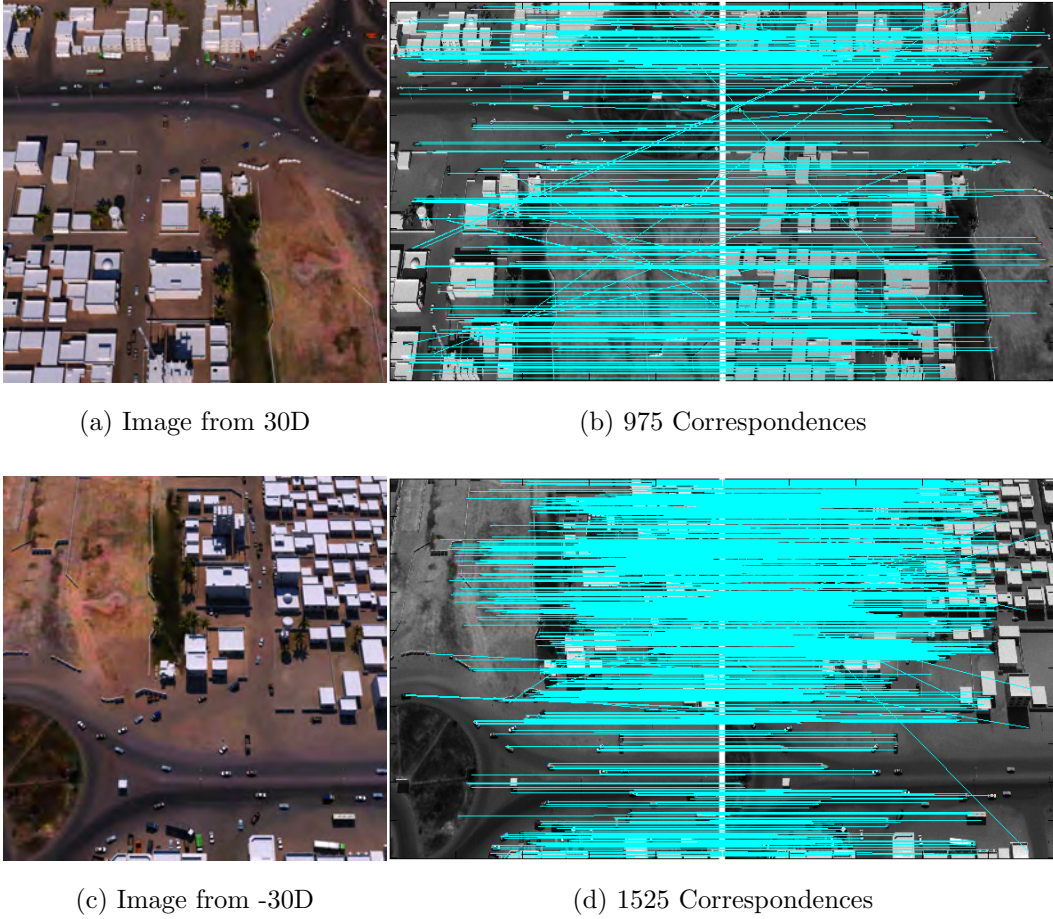 (a) Image from 30D
(b) 975 Correspondences
(c) Image from -30D
(d) 1525 Correspondences